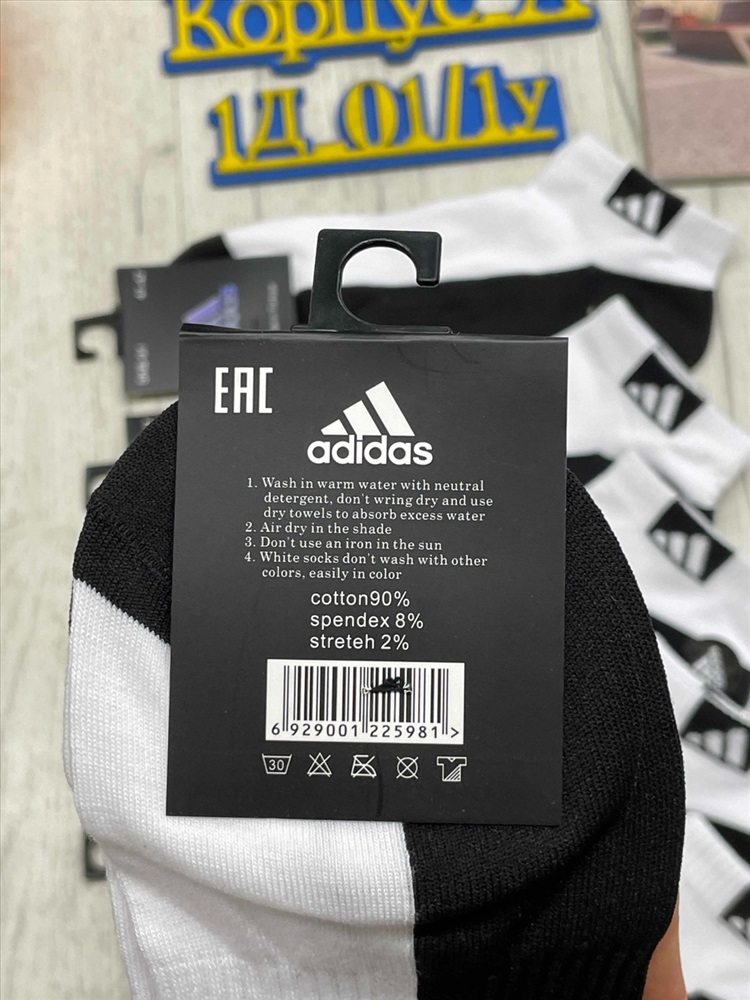 Корпус А
1Д 01/1у
EAC
adidas
1. Wash in warm water with neutral
detergent, don't wring dry and use
dry towels to absorb excess water
2. Air dry in the shade
3. Don't use an iron in the sun
4. White socks don't wash with other
colors, easily in color
cotton90%
spendex 8%
streteh 2%
6 929001 225981 >
30